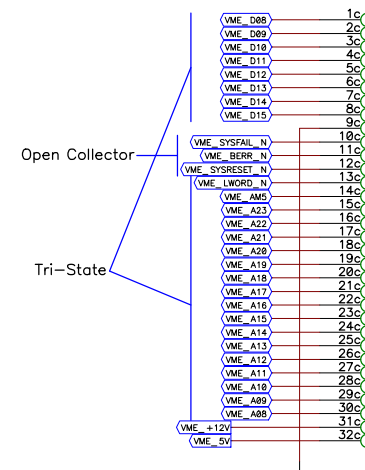 VME_D08 1c
VME_D09 2c
VME_D10 3c
VME_D11 4c
VME_D12 5c
VME_D13 6c
VME_D14 7c
VME_D15 8c
9c
VME_SYSFAIL_N 10c
Open Collector VME_BERR_N 11c
VME_SYSRESET_N 12c
VME_LWORD_N 13c
VME_AM5 14c
VME_A23 15c
VME_A22 16c
VME_A21 17c
VME_A20 18c
VME_A19 19c
Tri-State VME_A18 20c
VME_A17 21c
VME_A16 22c
VME_A15 23c
VME_A14 24c
VME_A13 25c
VME_A12 26c
VME_A11 27c
VME_A10 28c
VME_A09 29c
VME_A08 30c
VME_+12V 31c
VME_5V 32c